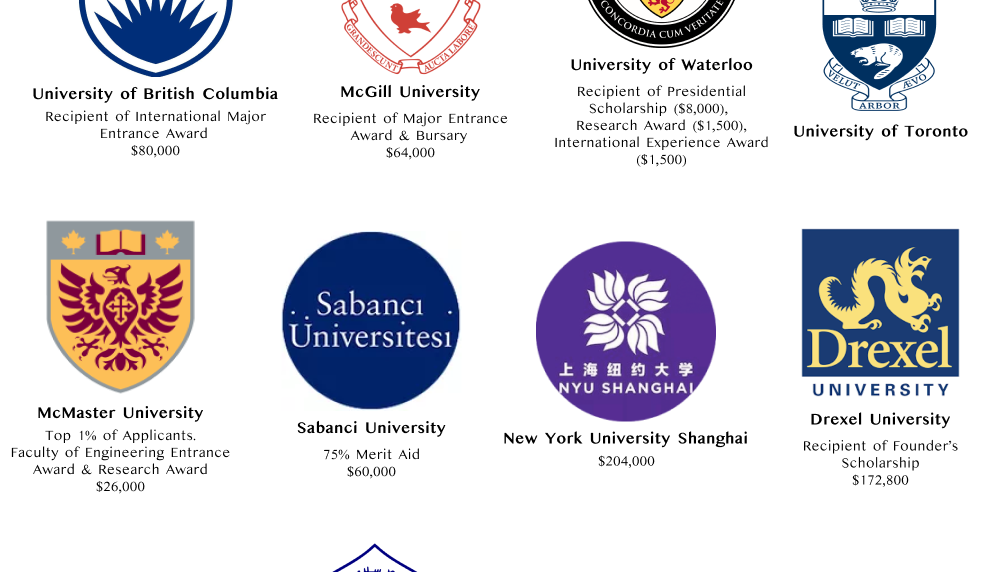 CONCORDIA CUM VERITATE
GRANDESCUNT AUCTA LABORE
VELUT ARBOR ÆVO
University of British Columbia
Recipient of International Major
Entrance Award
$80,000
McGill University
Recipient of Major Entrance
Award & Bursary
$64,000
University of Waterloo
Recipient of Presidential
Scholarship ($8,000),
Research Award ($1,500),
International Experience Award
($1,500)
University of Toronto
Sabancı
Üniversitesi
上海纽约大学
NYU SHANGHAI
Drexel
UNIVERSITY
McMaster University
Top 1% of Applicants.
Faculty of Engineering Entrance
Award & Research Award
$26,000
Sabanci University
75% Merit Aid
$60,000
New York University Shanghai
$204,000
Drexel University
Recipient of Founder's
Scholarship
$172,800